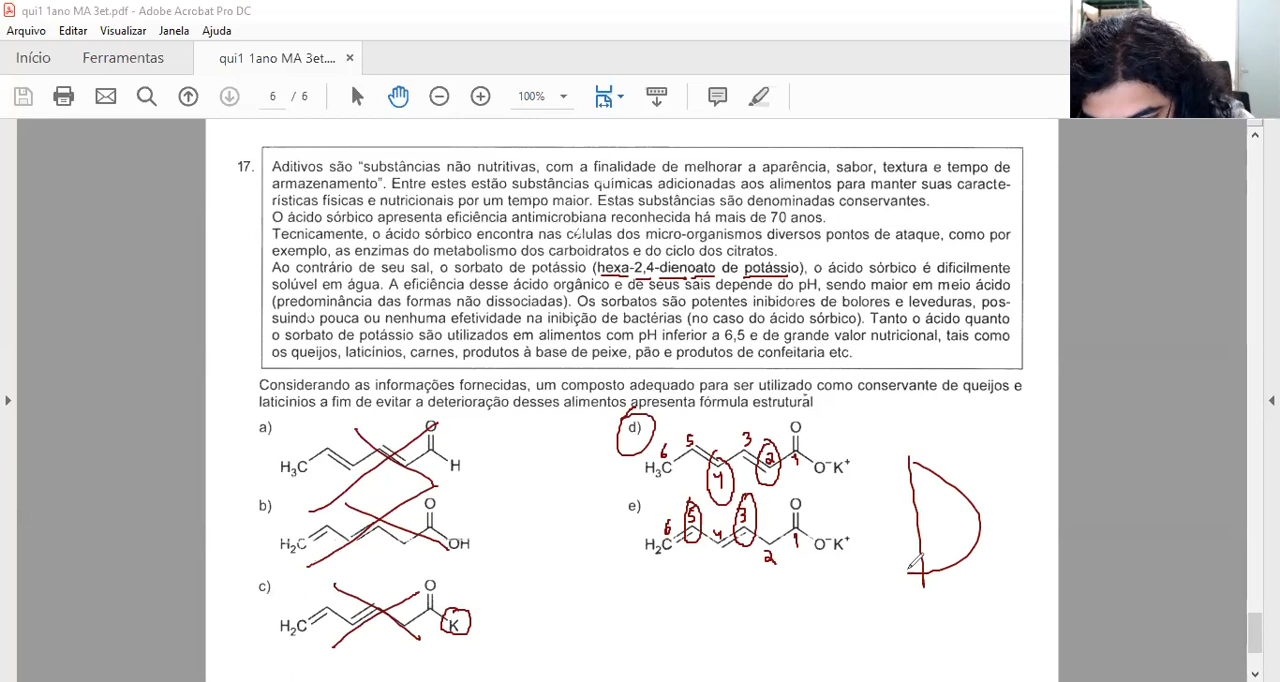 qui1 1ano MA 3et.pdf - Adobe Acrobat Pro DC
Arquivo Editar Visualizar Janela Ajuda
Início Ferramentas qui1 1ano MA 3et.... ×
6 / 6 100%
17. Aditivos são “substâncias não nutritivas, com a finalidade de melhorar a aparência, sabor, textura e tempo de
armazenamento”. Entre estes estão substâncias químicas adicionadas aos alimentos para manter suas caracte-
rísticas físicas e nutricionais por um tempo maior. Estas substâncias são denominadas conservantes.
O ácido sórbico apresenta eficiência antimicrobiana reconhecida há mais de 70 anos.
Tecnicamente, o ácido sórbico encontra nas células dos micro-organismos diversos pontos de ataque, como por
exemplo, as enzimas do metabolismo dos carboidratos e do ciclo dos citratos.
Ao contrário de seu sal, o sorbato de potássio (hexa-2,4-dienoato de potássio), o ácido sórbico é dificilmente
solúvel em água. A eficiência desse ácido orgânico e de seus sais depende do pH, sendo maior em meio ácido
(predominância das formas não dissociadas). Os sorbatos são potentes inibidores de bolores e leveduras, pos-
suindo pouca ou nenhuma efetividade na inibição de bactérias (no caso do ácido sórbico). Tanto o ácido quanto
o sorbato de potássio são utilizados em alimentos com pH inferior a 6,5 e de grande valor nutricional, tais como
os queijos, laticínios, carnes, produtos à base de peixe, pão e produtos de confeitaria etc.
Considerando as informações fornecidas, um composto adequado para ser utilizado como conservante de queijos e
laticínios a fim de evitar a deterioração desses alimentos apresenta fórmula estrutural
a)
O
H₃C H
b)
O
H₂C OH
c)
O
H₂C K
d)
O
6 5 4 3 2 1
H₃C O⁻K⁺
e)
O
6 5 4 3 2 1
H₂C O⁻K⁺
D